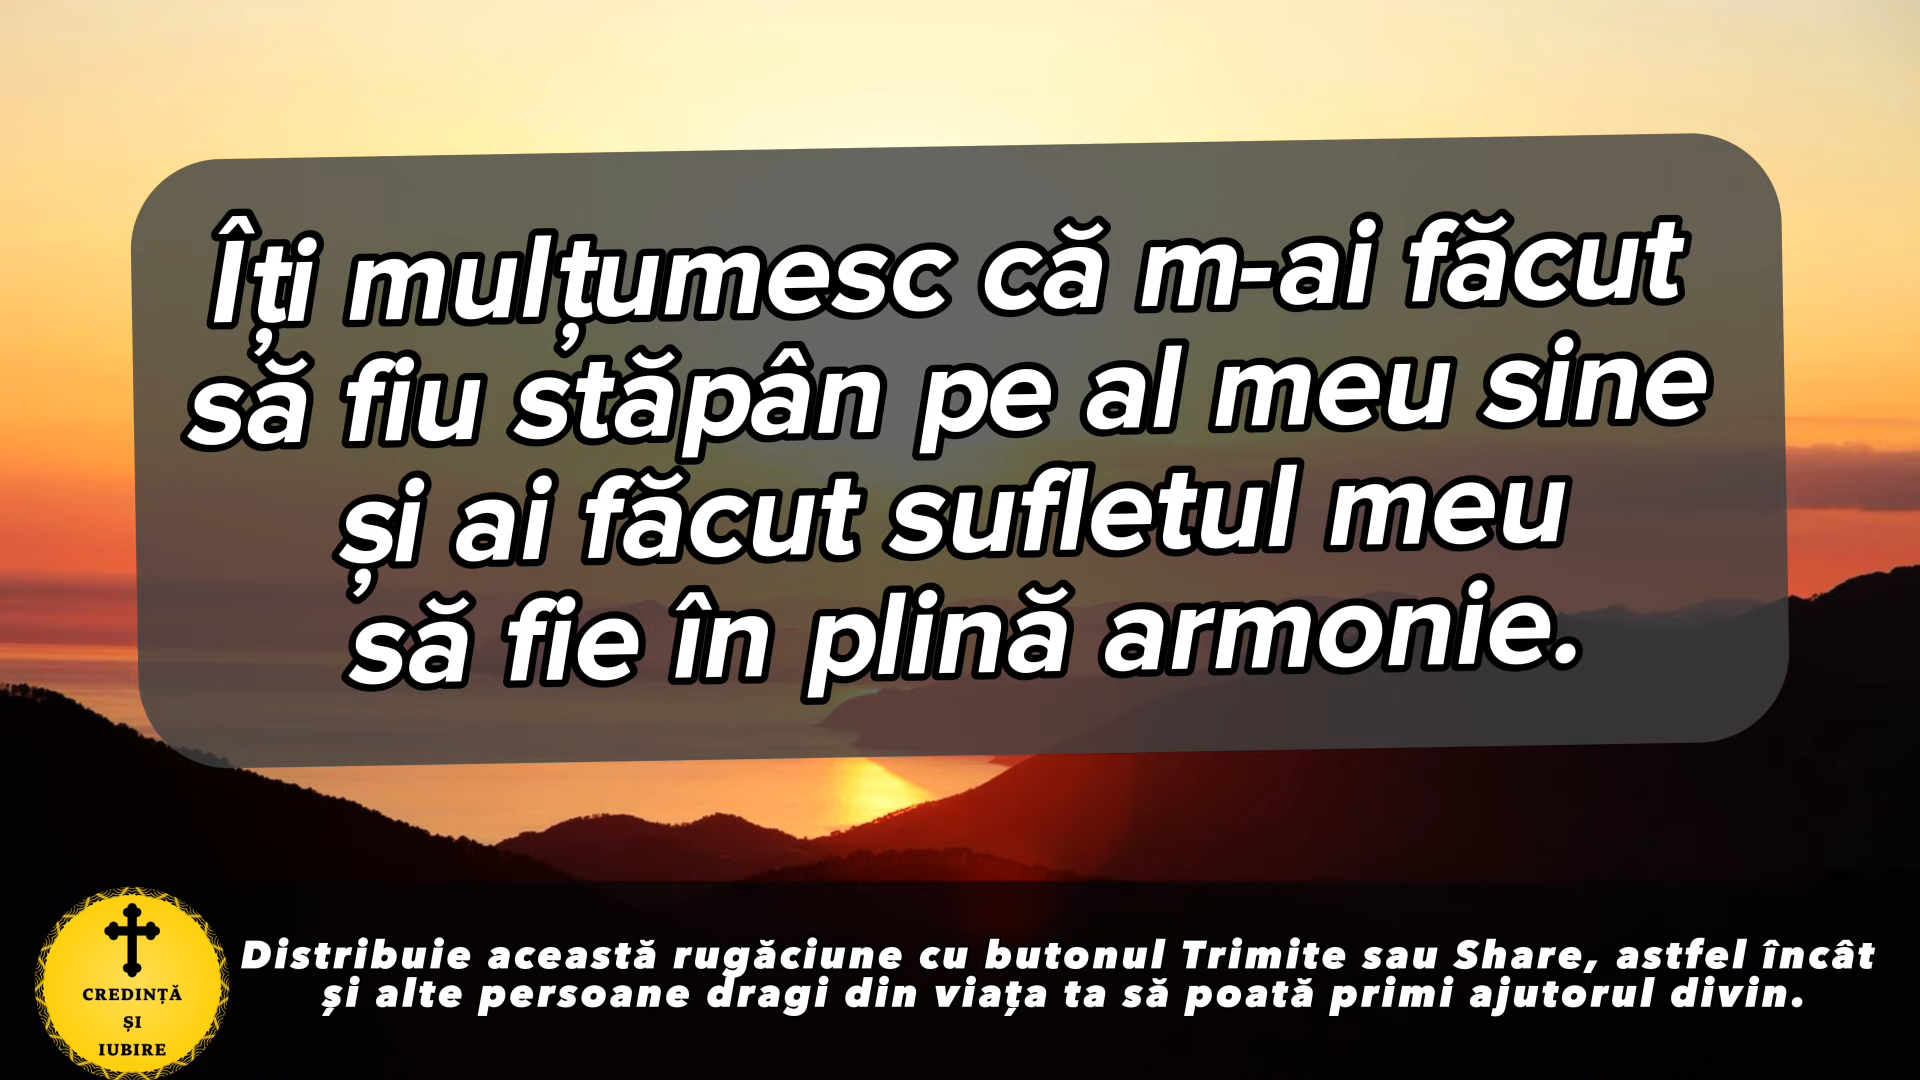 Îți mulțumesc că m-ai făcut
să fiu stăpân pe al meu sine
și ai făcut sufletul meu
să fie în plină armonie.
Distribuie această rugăciune cu butonul Trimite sau Share, astfel încât
și alte persoane dragi din viața ta să poată primi ajutorul divin.
CREDINȚĂ
ȘI
IUBIRE